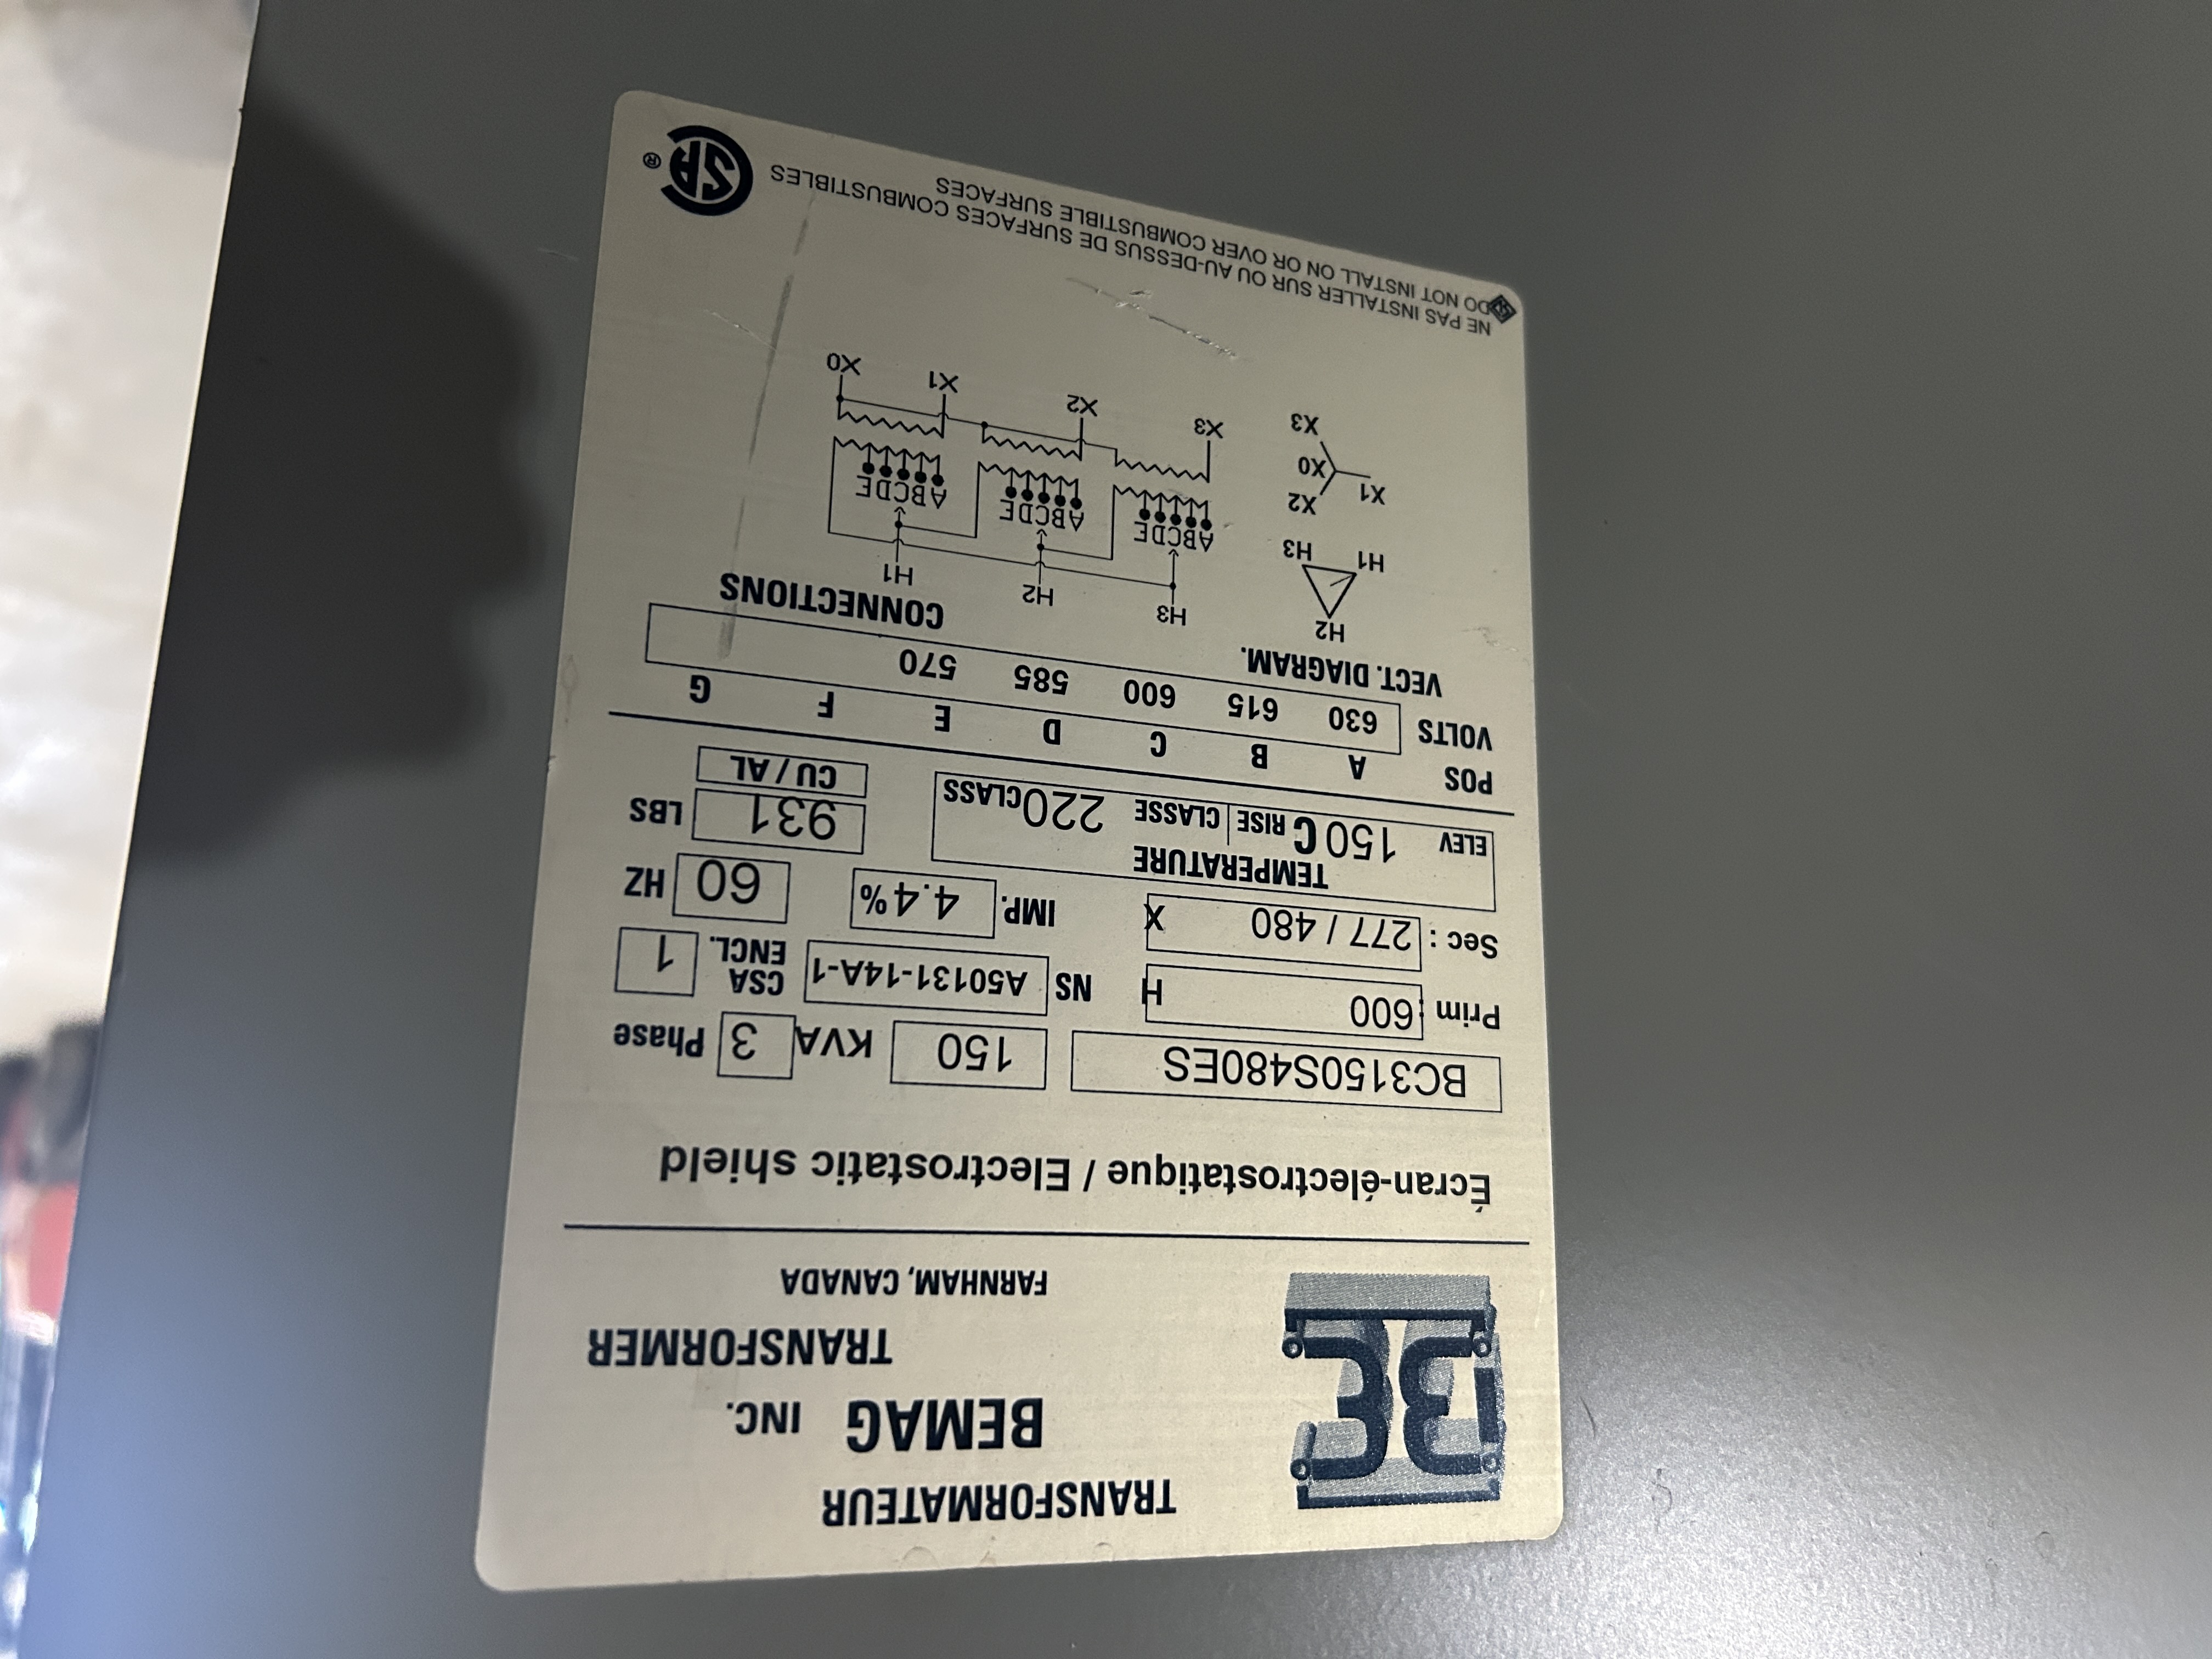 TRANSFORMATEUR
BEMAG INC.
TRANSFORMER
FARNHAM, CANADA
Écran-électrostatique / Electrostatic shield
BC3150S480ES 150 KVA 3 Phase
Prim : 600 H NS A50131-14A-1 CSA ENCL. 1
Sec : 277 / 480 X IMP. 4.4 % 60 HZ
TEMPERATURE
ELEV 150 C RISE CLASSE 220 CLASS 931 LBS
CU / AL
POS A B C D E F G
VOLTS 630 615 600 585 570
VECT. DIAGRAM. CONNECTIONS
H2
H1 H3
X2
X1 X0
X3
H3 H2 H1
ABCDE ABCDE ABCDE
X3 X2 X1 X0
NE PAS INSTALLER SUR OU AU-DESSUS DE SURFACES COMBUSTIBLES
DO NOT INSTALL ON OR OVER COMBUSTIBLE SURFACES
SA ®